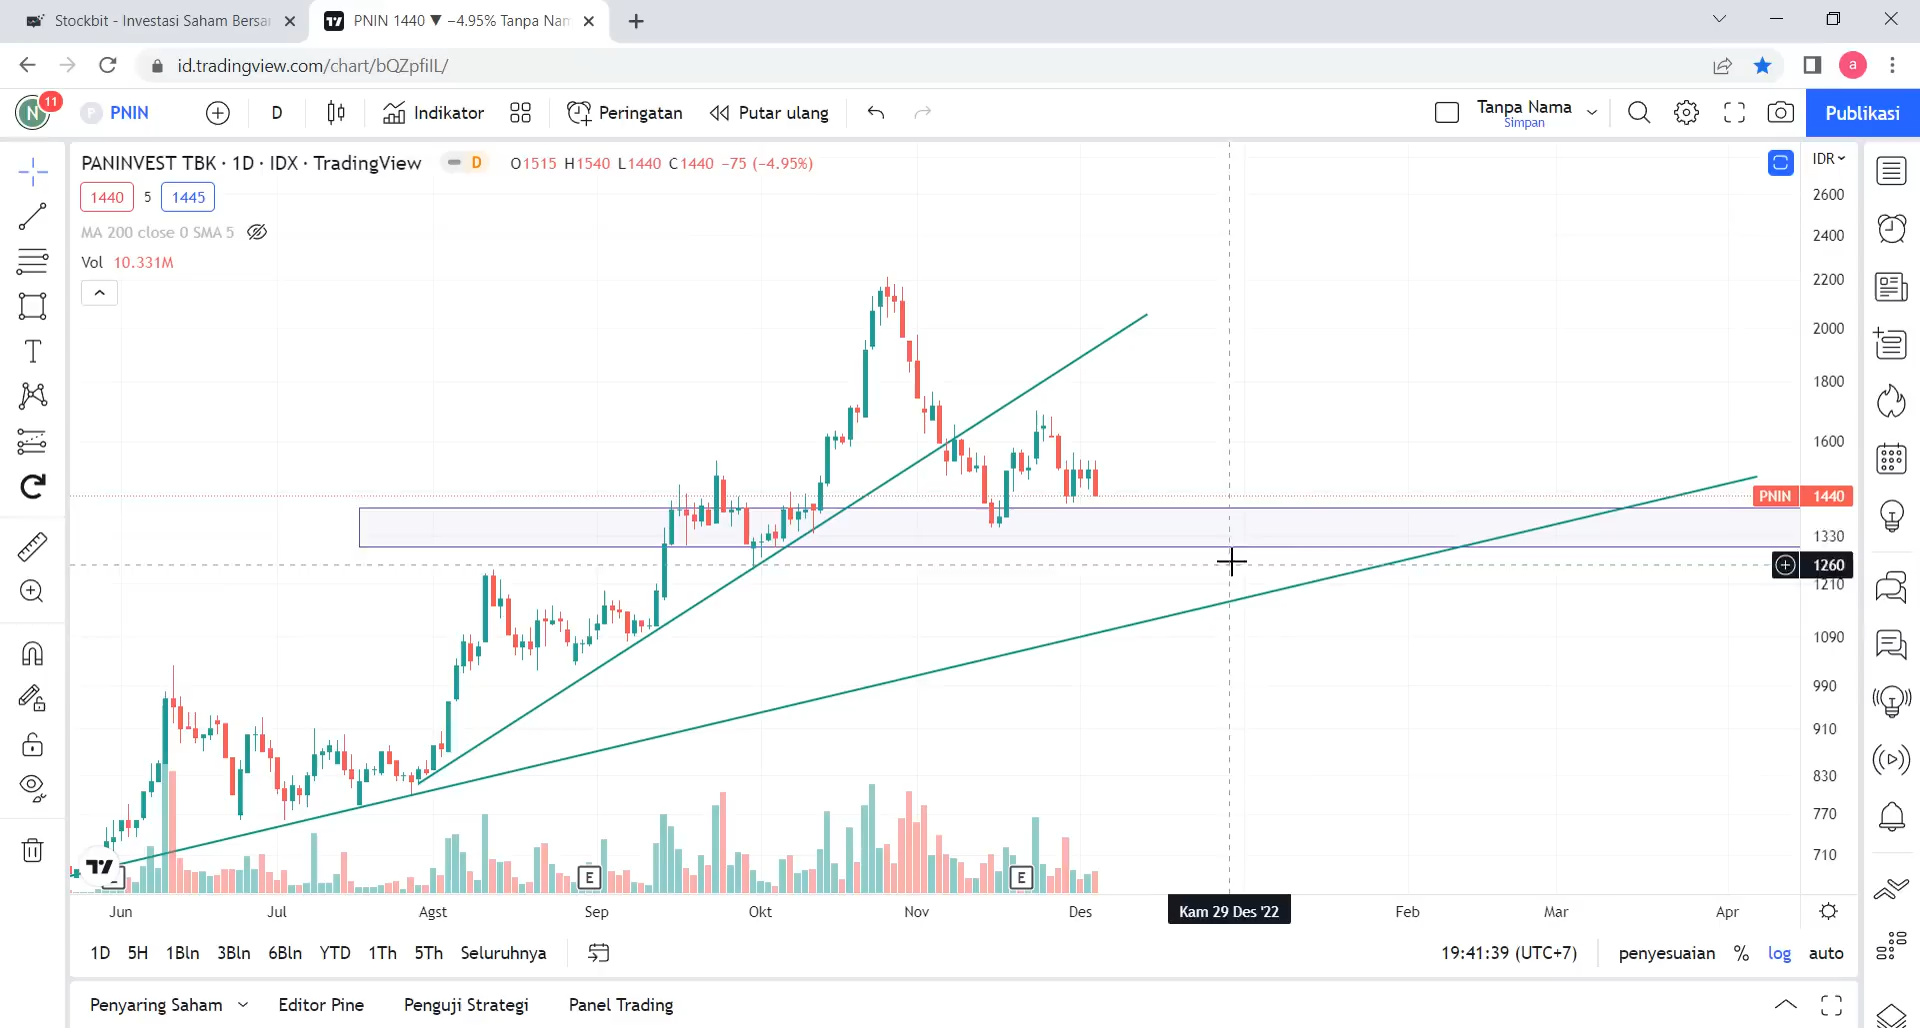 Stockbit - Investasi Saham Bersa
PNIN 1440 ▼ −4.95% Tanpa Nam
id.tradingview.com/chart/bQZpfiIL/
a
N 11
P PNIN
D
Indikator
Peringatan
Putar ulang
Tanpa Nama
Simpan
Publikasi
PANINVEST TBK · 1D · IDX · TradingView
D
O1515 H1540 L1440 C1440 −75 (−4.95%)
IDR
1440 5 1445
MA 200 close 0 SMA 5
Vol 10.331M
2600
2400
2200
2000
1800
1600
PNIN 1440
1330
1260
1210
1090
990
910
830
770
710
E
E
Jun Jul Agst Sep Okt Nov Des Kam 29 Des '22 Feb Mar Apr
1D 5H 1Bln 3Bln 6Bln YTD 1Th 5Th Seluruhnya
19:41:39 (UTC+7) penyesuaian % log auto
Penyaring Saham Editor Pine Penguji Strategi Panel Trading